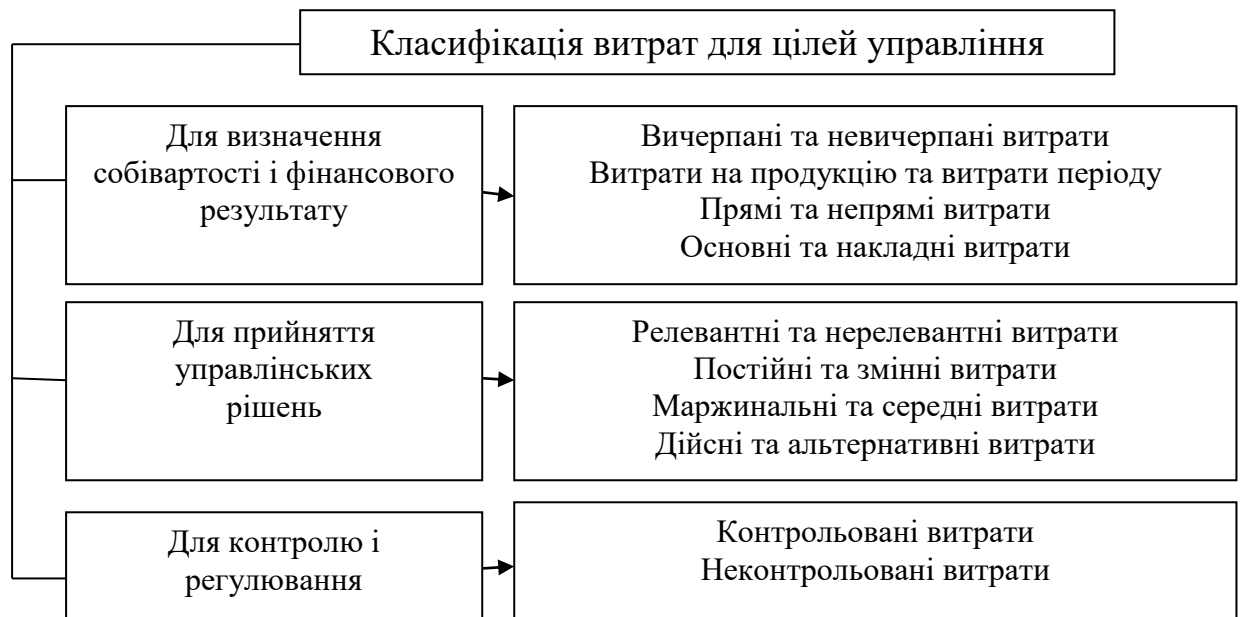 Класифікація витрат для цілей управління
Для визначення
собівартості і фінансового
результату
Вичерпані та невичерпані витрати
Витрати на продукцію та витрати періоду
Прямі та непрямі витрати
Основні та накладні витрати
Для прийняття
управлінських
рішень
Релевантні та нерелевантні витрати
Постійні та змінні витрати
Маржинальні та середні витрати
Дійсні та альтернативні витрати
Для контролю і
регулювання
Контрольовані витрати
Неконтрольовані витрати